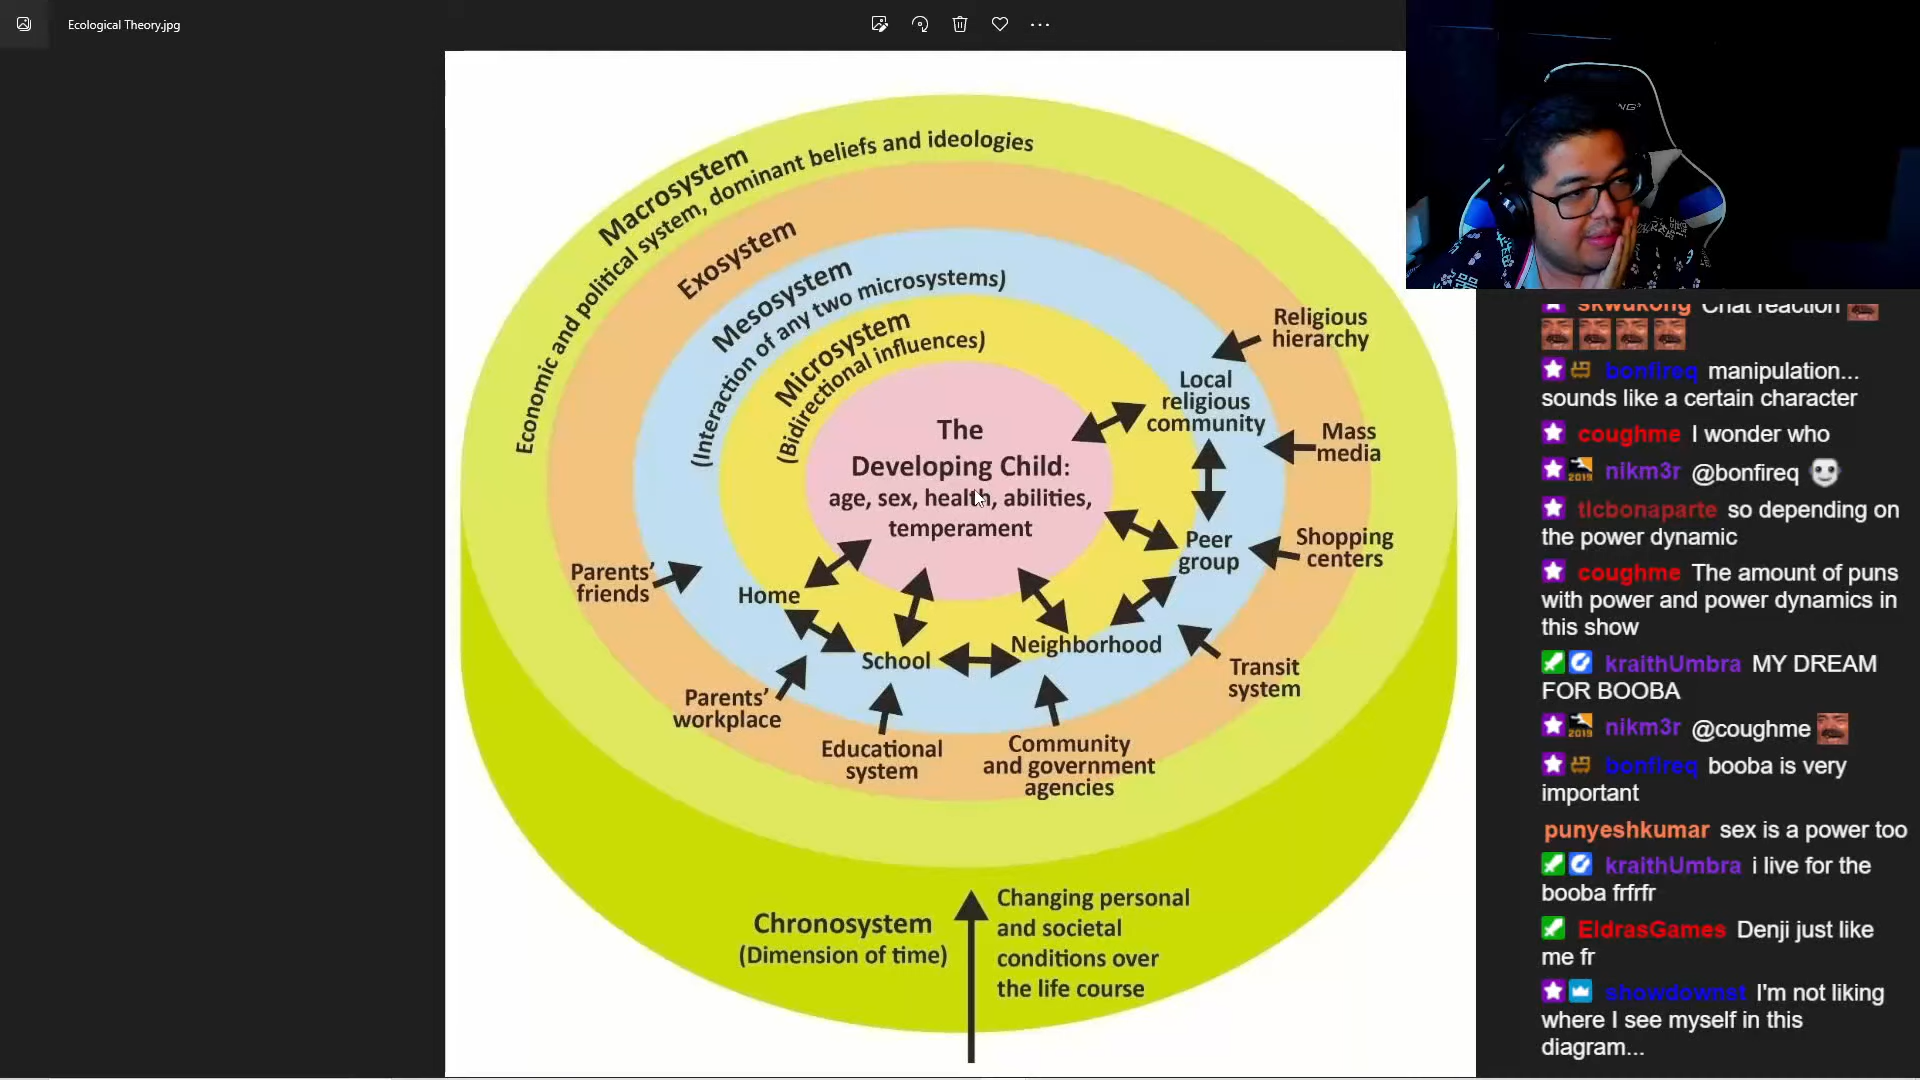 Ecological Theory.jpg
Macrosystem
Economic and political system, dominant beliefs and ideologies
Exosystem
Mesosystem
(Interaction of any two microsystems)
Microsystem
(Bidirectional influences)
The
Developing Child:
age, sex, health, abilities,
temperament
Religious
hierarchy
Local
religious
community
Mass
media
Peer
group
Shopping
centers
Parents’
friends
Home
School
Neighborhood
Transit
system
Parents’
workplace
Educational
system
Community
and government
agencies
Chronosystem
(Dimension of time)
Changing personal
and societal
conditions over
the life course
skwukong Chat reaction
bonfireq manipulation...
sounds like a certain character
coughme I wonder who
2019 nikm3r @bonfireq
tlcbonaparte so depending on
the power dynamic
coughme The amount of puns
with power and power dynamics in
this show
kraithUmbra MY DREAM
FOR BOOBA
2019 nikm3r @coughme
bonfireq booba is very
important
punyeshkumar sex is a power too
kraithUmbra i live for the
booba frfrfr
EldrasGames Denji just like
me fr
showdownst I'm not liking
where I see myself in this
diagram...